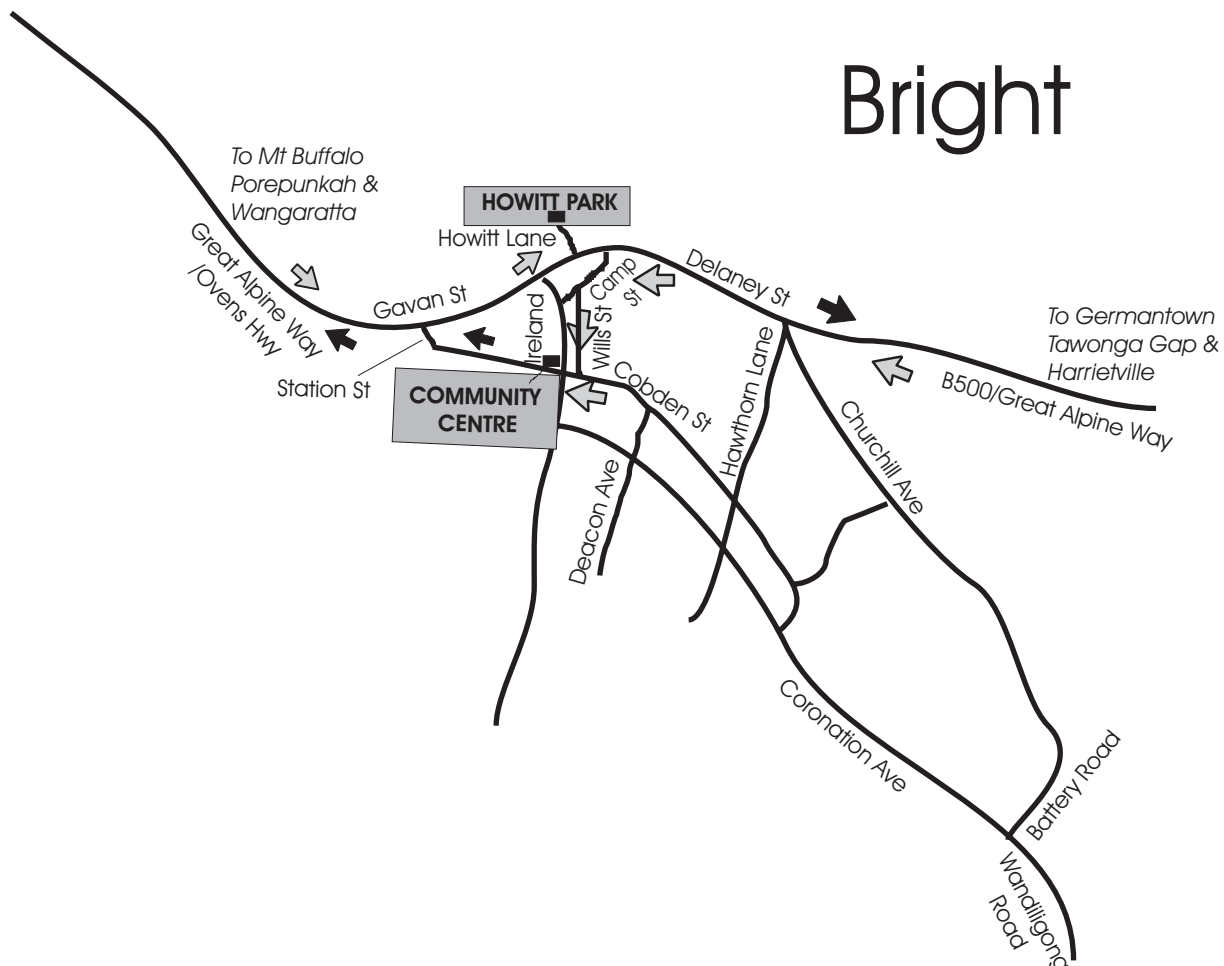 Bright
To Mt Buffalo
Porepunkah &
Wangaratta
HOWITT PARK
Howitt Lane
Great Alpine Way
/Ovens Hwy
Gavan St
Camp
St
Delaney St
Ireland
Wills St
To Germantown
Tawonga Gap &
Harrietville
Station St
COMMUNITY
CENTRE
Cobden St
Hawthorn Lane
B500/Great Alpine Way
Churchill Ave
Deacon Ave
Coronation Ave
Battery Road
Wandiligong
Road